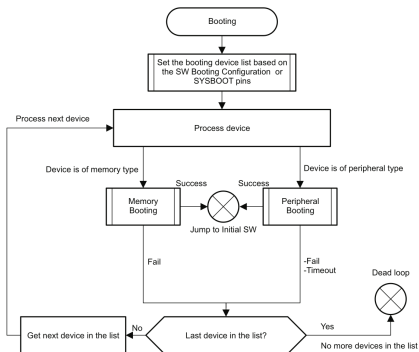 Booting
Set the booting device list based on
the SW Booting Configuration or
SYSBOOT pins
Process next device
Process device
Device is of memory type
Device is of peripheral type
Success
Success
Memory
Booting
Peripheral
Booting
Jump to Initial SW
Fail
-Fail
-Timeout
Dead loop
Get next device in the list
No
Last device in the list?
Yes
No more devices in the list